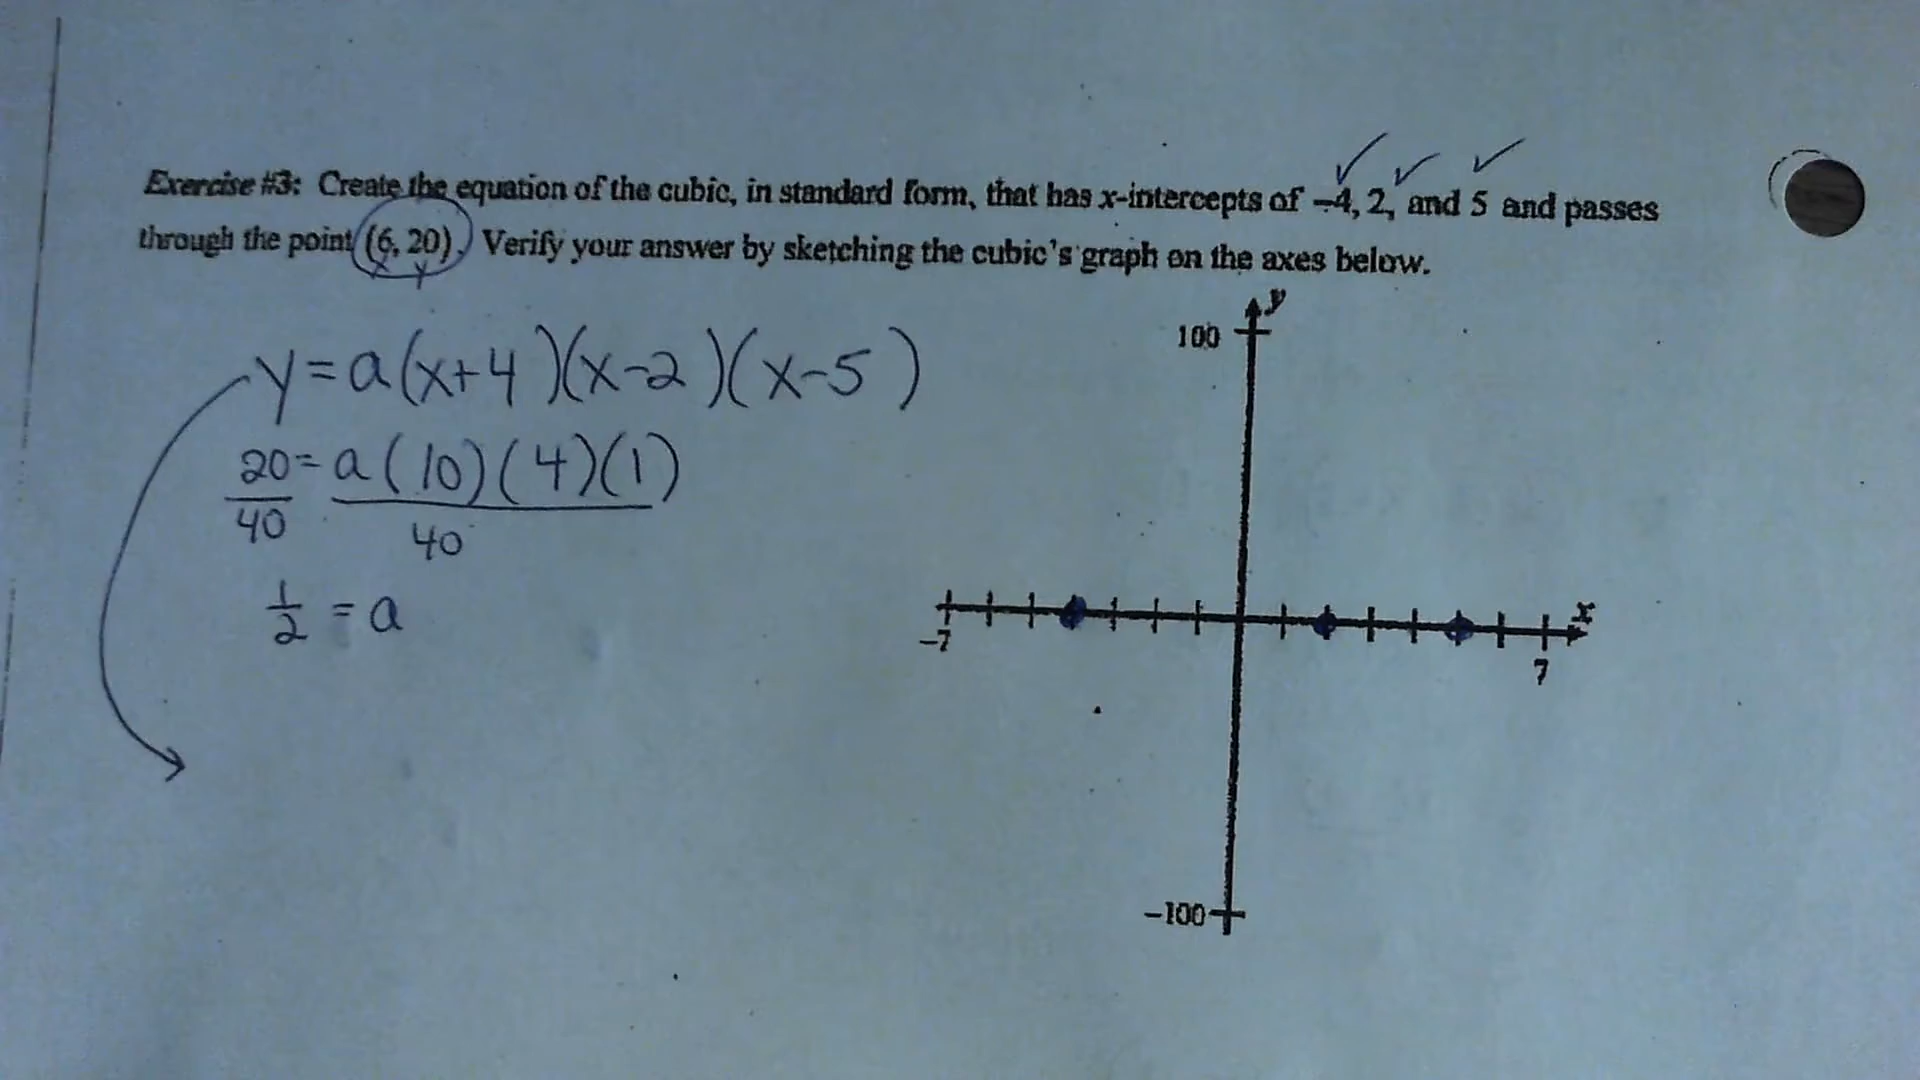 Exercise #3: Create the equation of the cubic, in standard form, that has x-intercepts of −4, 2, and 5 and passes
through the point (6, 20). Verify your answer by sketching the cubic's graph on the axes below.
x y
y = a(x+4)(x-2)(x-5)
20 = a(10)(4)(1)
40 40
1/2 = a
y
100
x
-7
7
-100